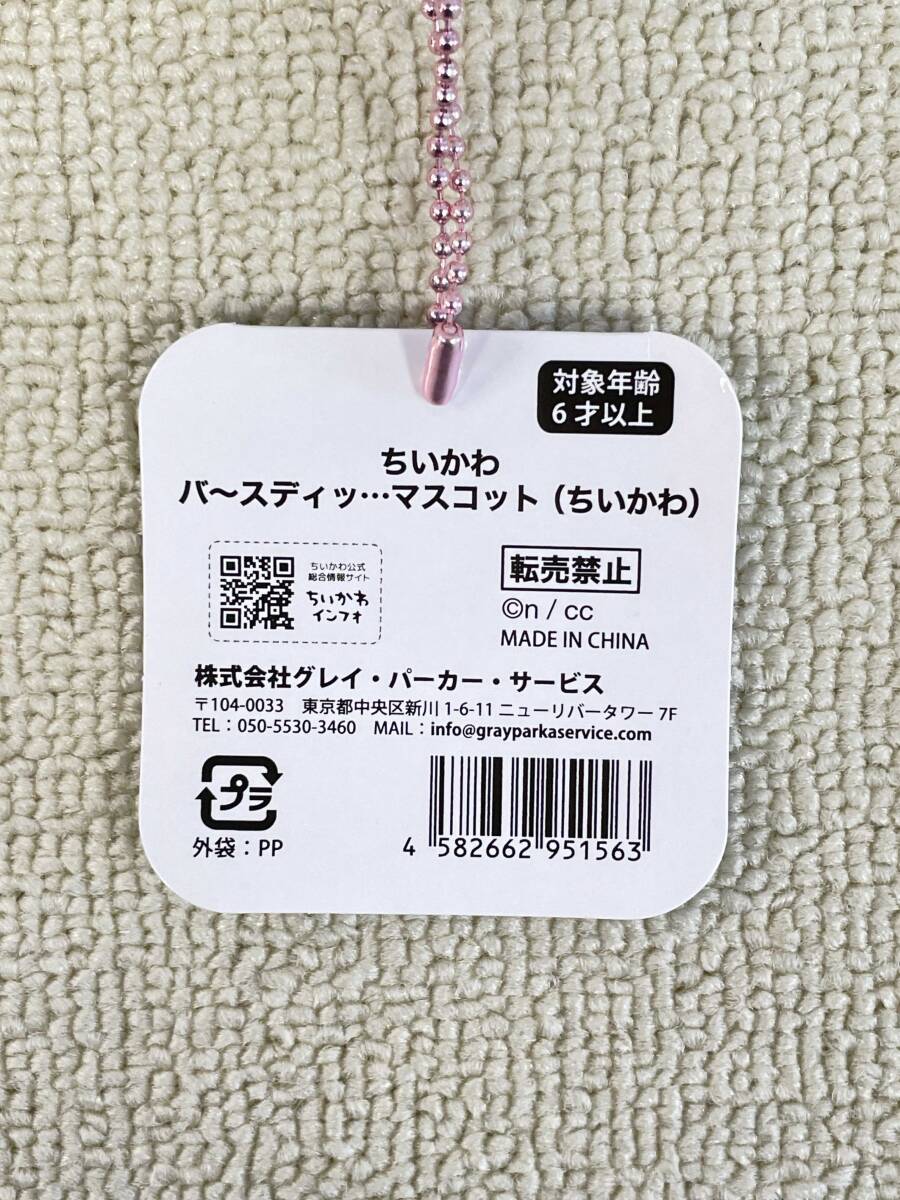 対象年齢
6才以上
ちいかわ
バ～スディッ…マスコット（ちいかわ）
ちいかわ公式
総合情報サイト
ちいかわ
インフォ
転売禁止
©n / cc
MADE IN CHINA
株式会社グレイ・パーカー・サービス
〒104-0033　東京都中央区新川 1-6-11 ニューリバータワー 7F
TEL：050-5530-3460　MAIL：info@grayparkaservice.com
プラ
外袋：PP
4 582662 951563